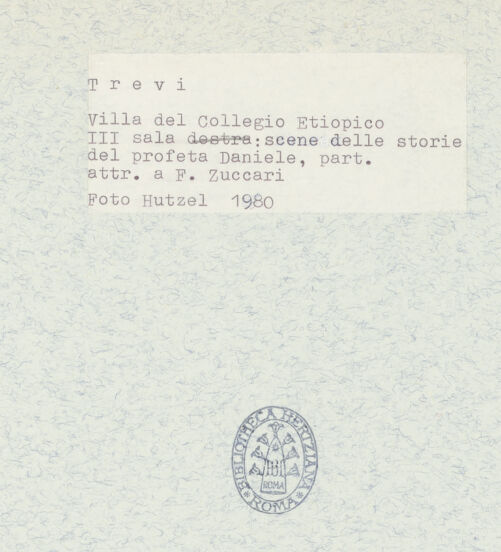 T r e v i
Villa del Collegio Etiopico
III sala destra: scene delle storie
del profeta Daniele, part.
attr. a F. Zuccari
Foto Hutzel 1980
BIBLIOTHECA HERTZIANA
ROMA
ROMA